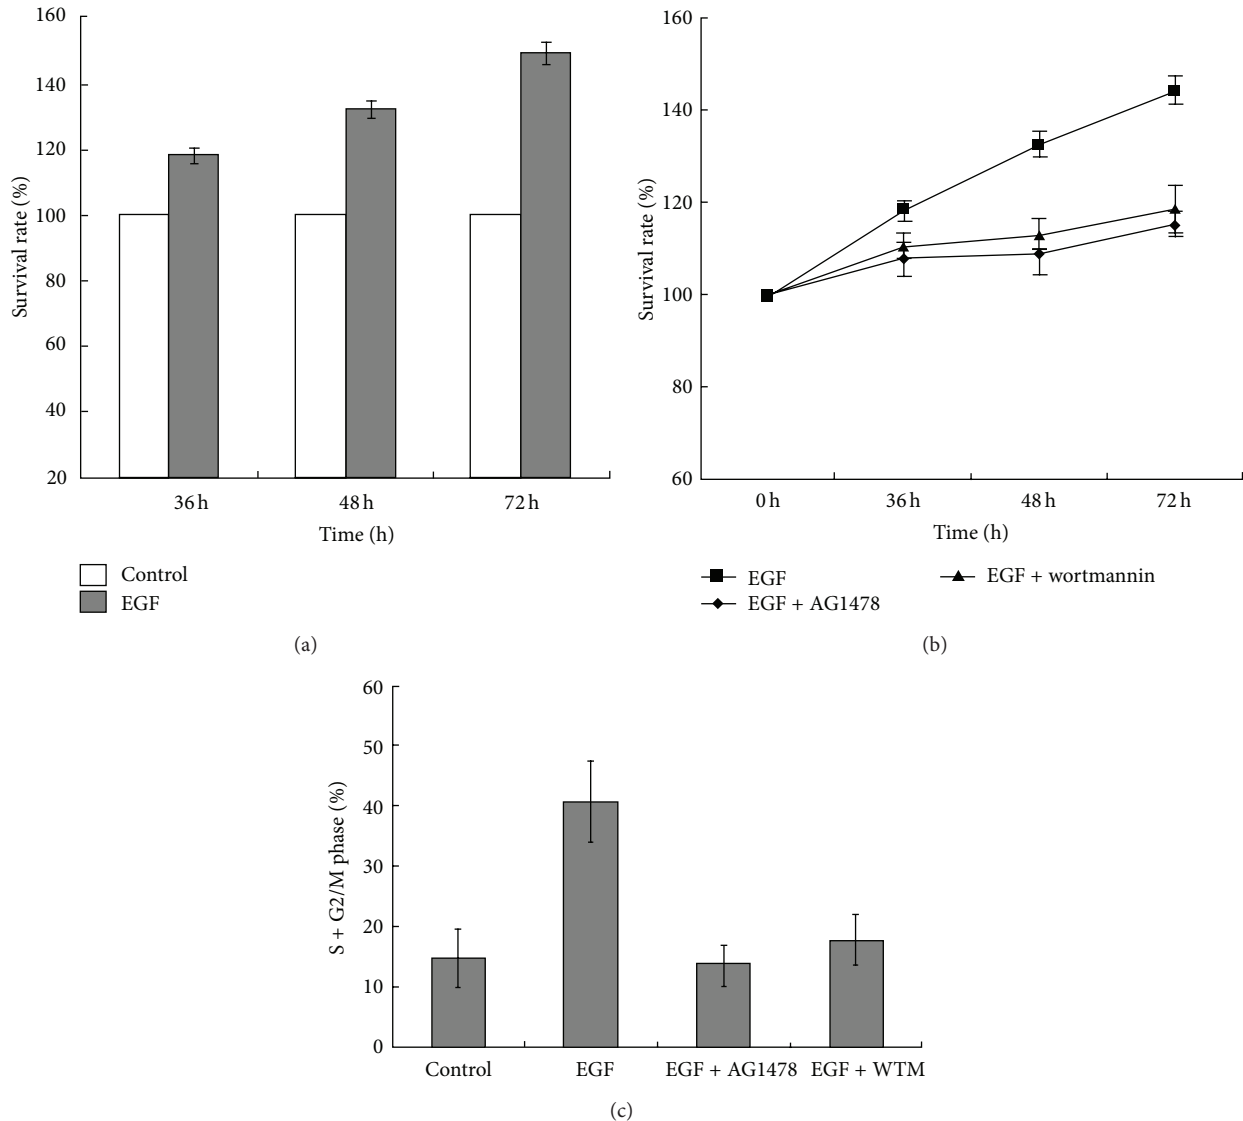 160
140
120
100
80
60
40
20
Survival rate (%)
36 h 48 h 72 h
Time (h)
Control
EGF
(a)
160
140
120
100
80
60
Survival rate (%)
0 h 36 h 48 h 72 h
Time (h)
EGF
EGF + AG1478
EGF + wortmannin
(b)
60
50
40
30
20
10
0
S + G2/M phase (%)
Control EGF EGF + AG1478 EGF + WTM
(c)